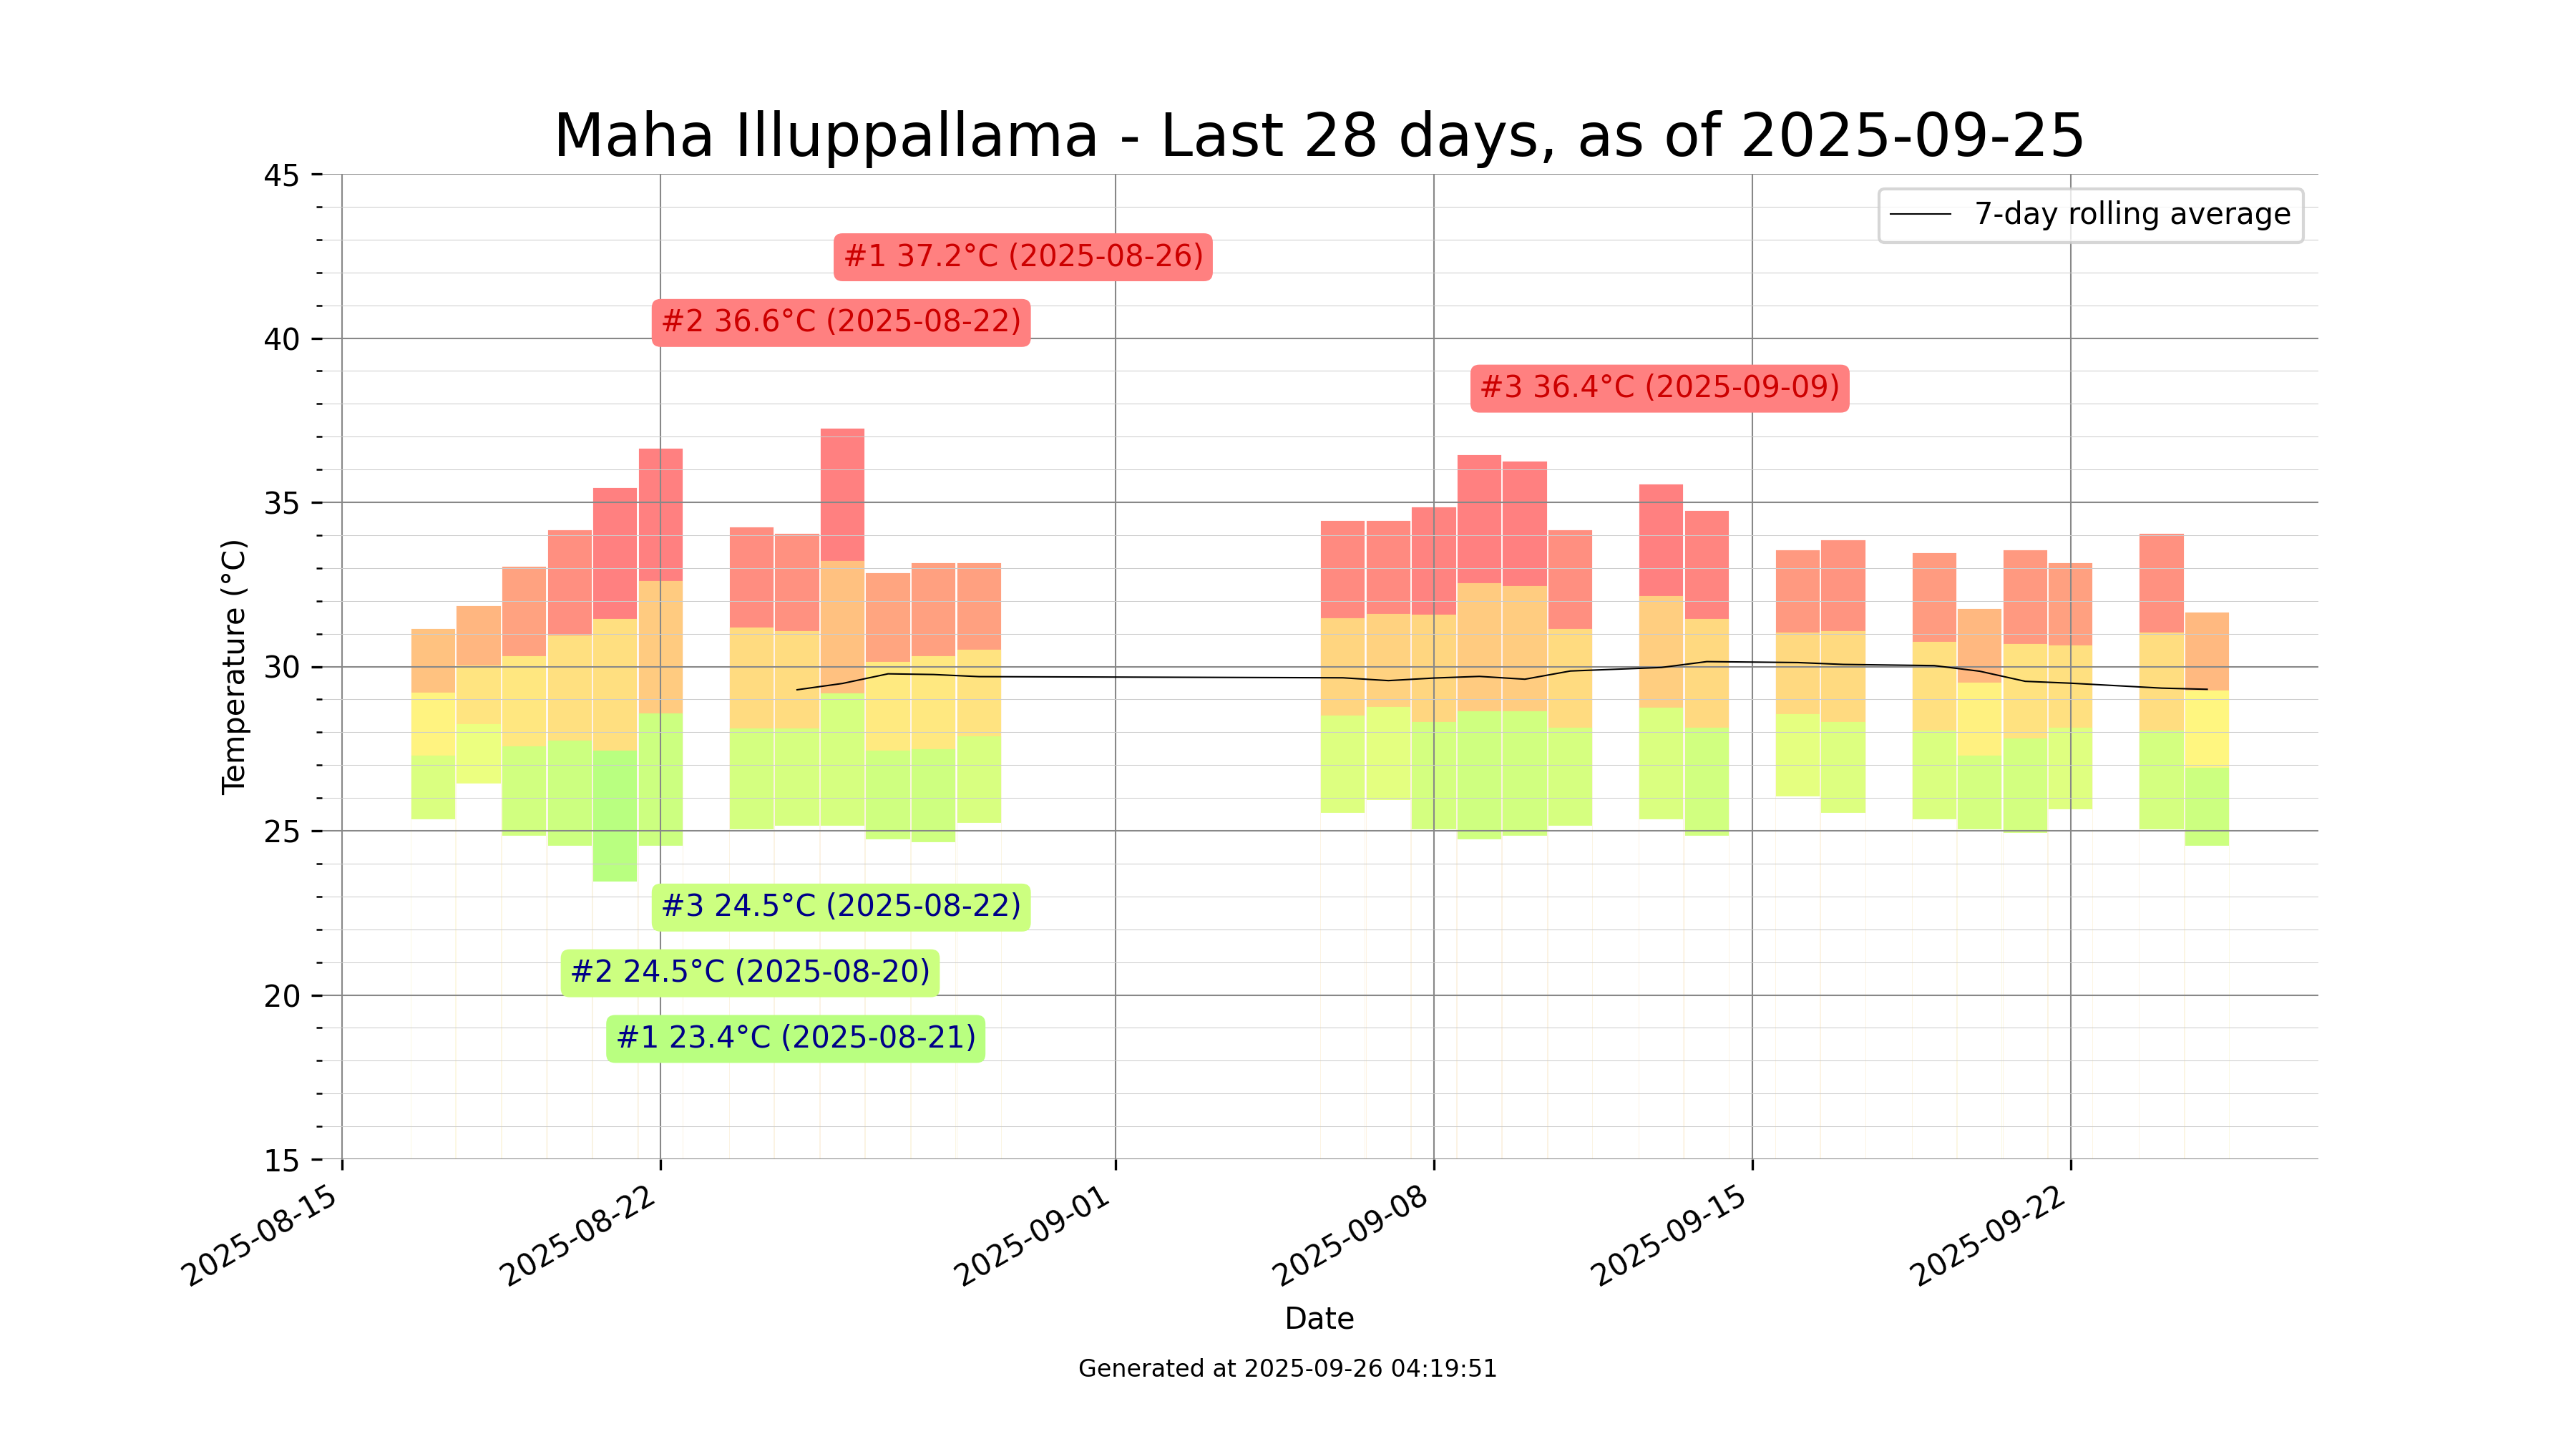 Maha Illuppallama - Last 28 days, as of 2025-09-25
7-day rolling average
#1 37.2°C (2025-08-26)
#2 36.6°C (2025-08-22)
#3 36.4°C (2025-09-09)
#3 24.5°C (2025-08-22)
#2 24.5°C (2025-08-20)
#1 23.4°C (2025-08-21)
Temperature (°C)
45
40
35
30
25
20
15
2025-08-15
2025-08-22
2025-09-01
2025-09-08
2025-09-15
2025-09-22
Date
Generated at 2025-09-26 04:19:51